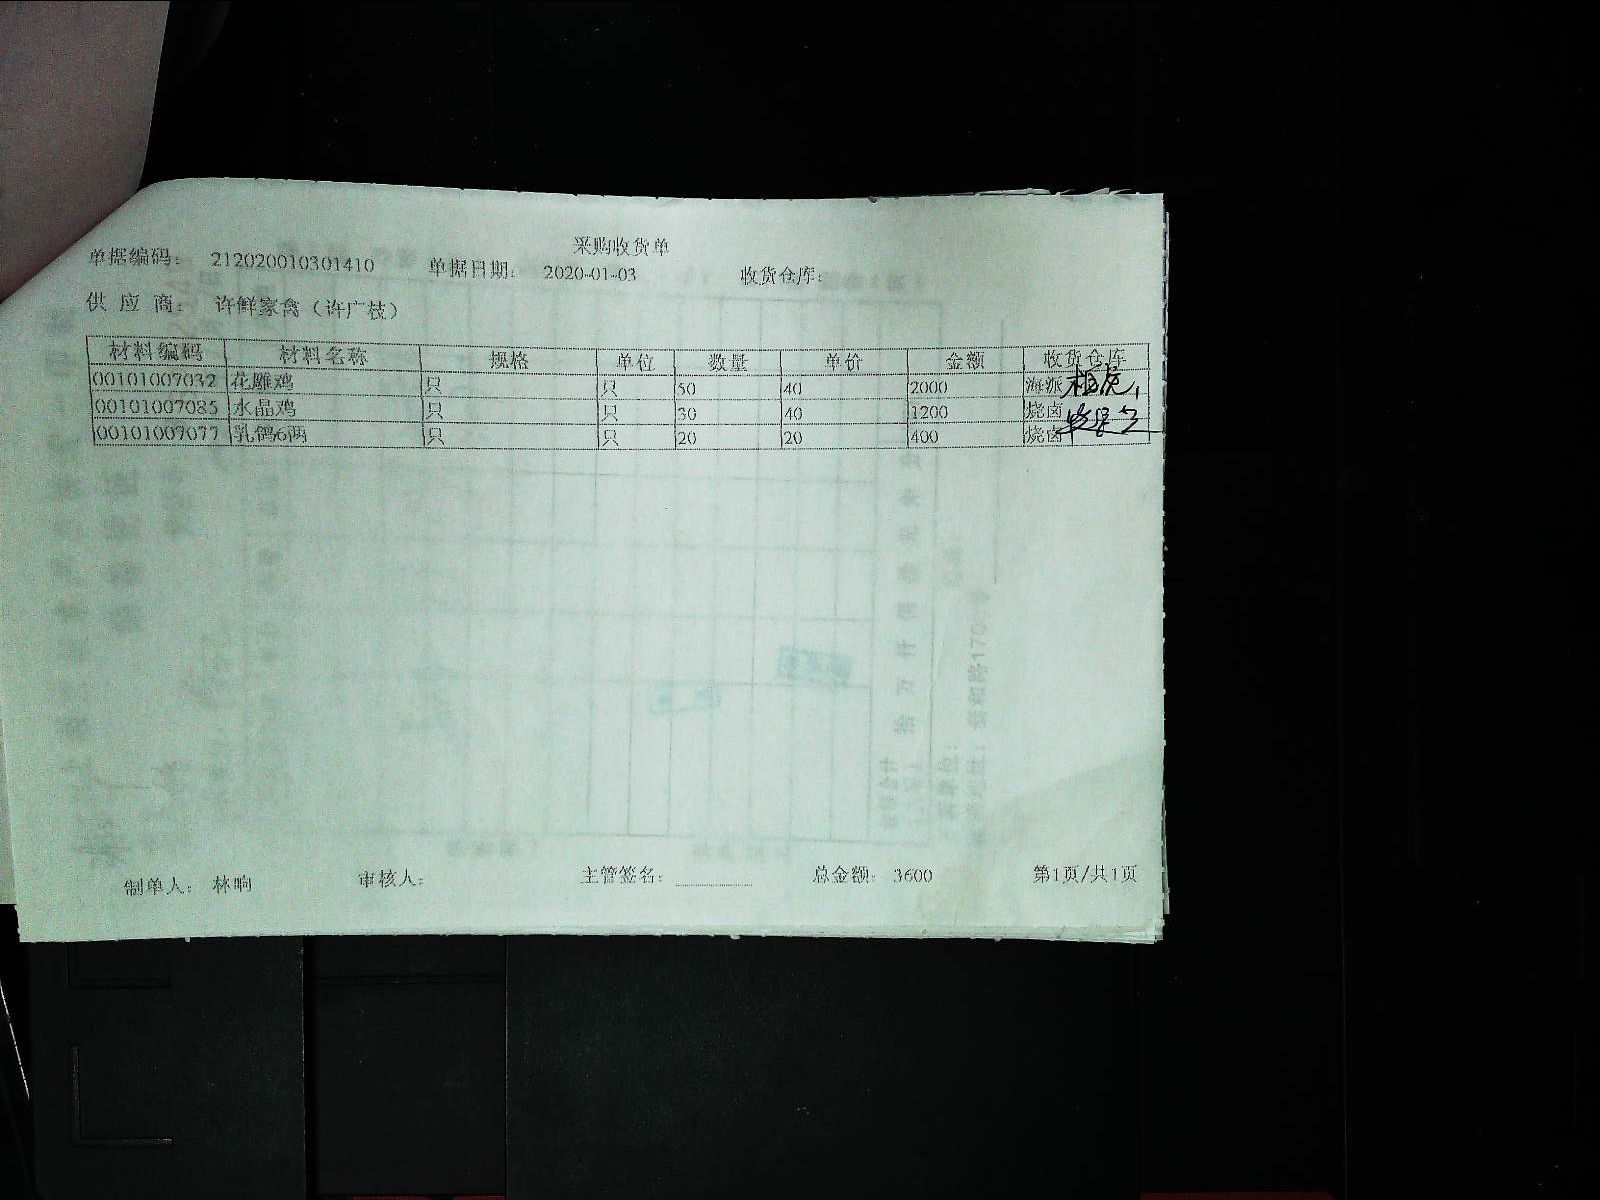 采购收货单
单据编码： 212020010301410 单据日期： 2020-01-03 收货仓库：
供 应 商： 许鲜家禽（许广枝）
材料编码 材料名称 规格 单位 数量 单价 金额 收货仓库
00101007032 花雕鸡 只 只 50 40 2000 海派
00101007085 水晶鸡 只 只 30 40 1200 烧卤
00101007077 乳鸽6两 只 只 20 20 400 烧卤
制单人： 林响 审核人： 主管签名： 总金额： 3600 第1页/共1页